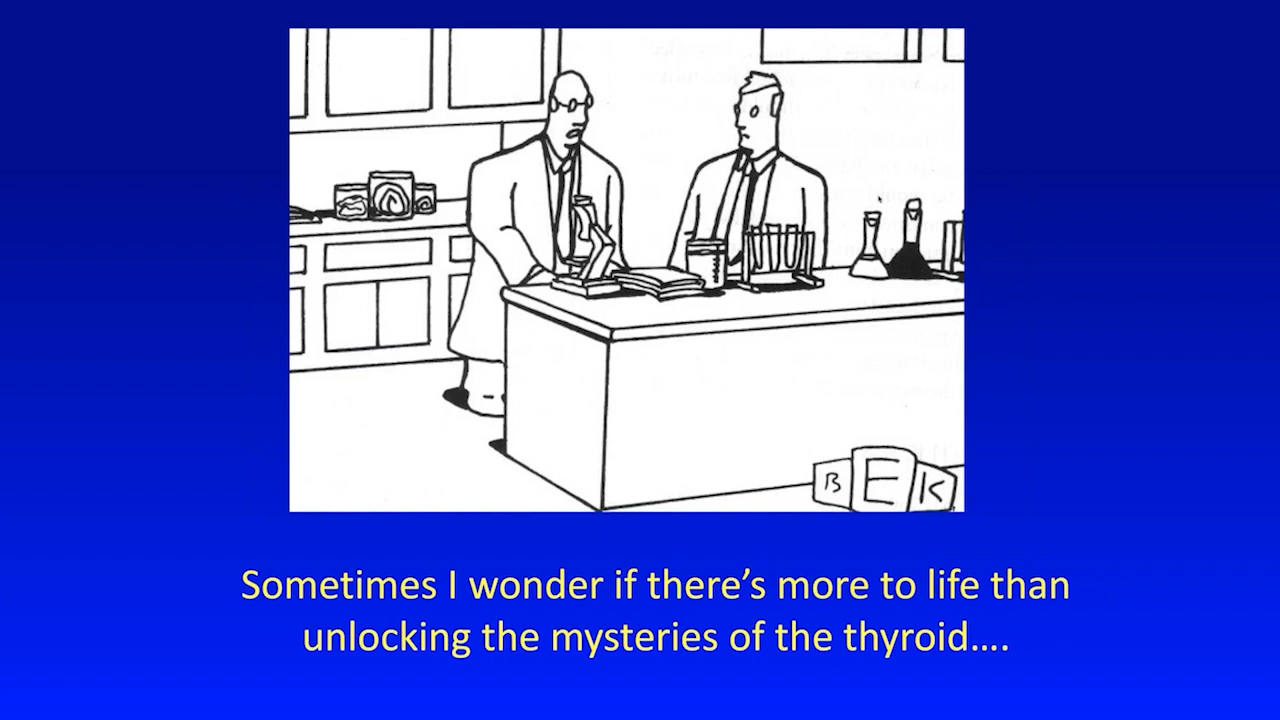 B E K
Sometimes I wonder if there’s more to life than
unlocking the mysteries of the thyroid….